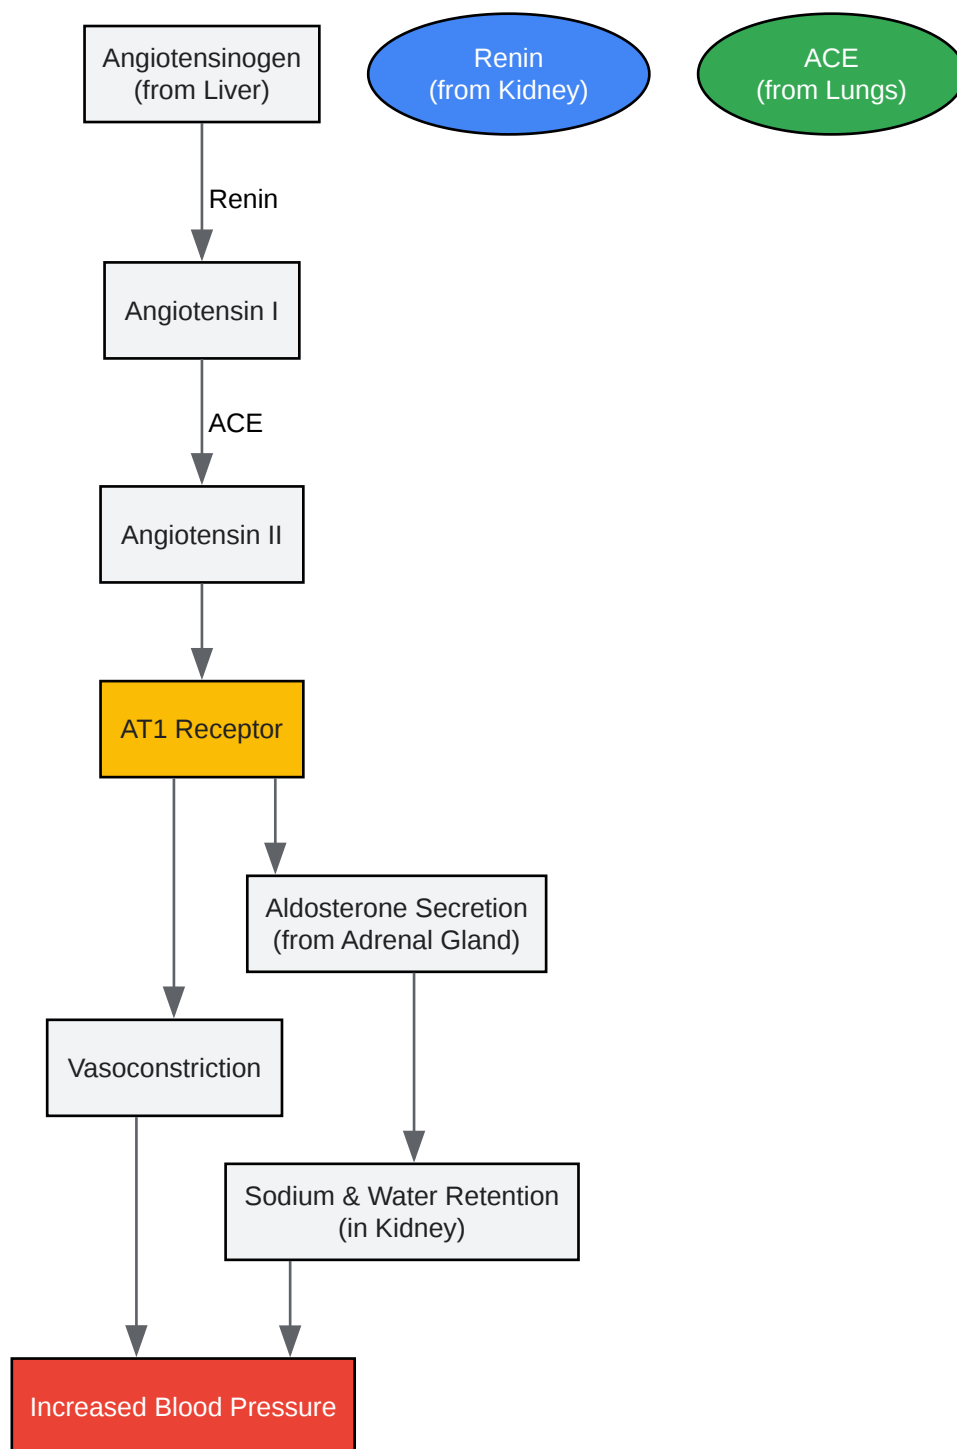 Angiotensinogen
(from Liver)
Renin
(from Kidney)
ACE
(from Lungs)
Renin
Angiotensin I
ACE
Angiotensin II
AT1 Receptor
Aldosterone Secretion
(from Adrenal Gland)
Vasoconstriction
Sodium & Water Retention
(in Kidney)
Increased Blood Pressure